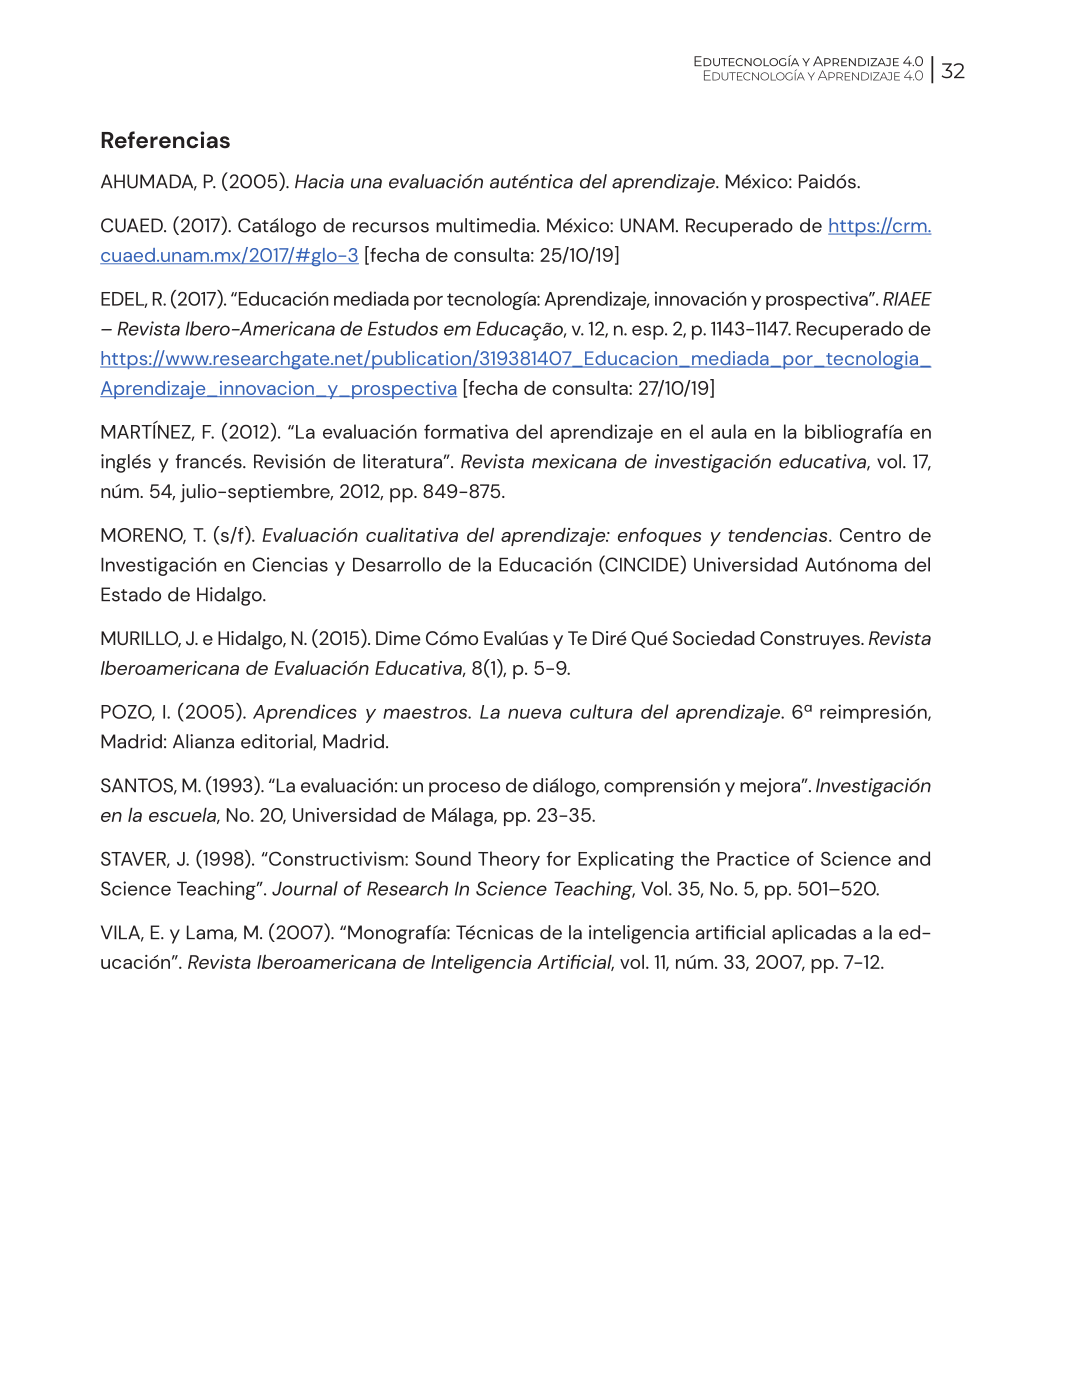 Edutecnología y Aprendizaje 4.0
Edutecnología y Aprendizaje 4.0
32
Referencias
AHUMADA, P. (2005). Hacia una evaluación auténtica del aprendizaje. México: Paidós.
CUAED. (2017). Catálogo de recursos multimedia. México: UNAM. Recuperado de https://crm.
cuaed.unam.mx/2017/#glo-3 [fecha de consulta: 25/10/19]
EDEL, R. (2017). “Educación mediada por tecnología: Aprendizaje, innovación y prospectiva”. RIAEE
– Revista Ibero-Americana de Estudos em Educação, v. 12, n. esp. 2, p. 1143-1147. Recuperado de
https://www.researchgate.net/publication/319381407_Educacion_mediada_por_tecnologia_
Aprendizaje_innovacion_y_prospectiva [fecha de consulta: 27/10/19]
MARTÍNEZ, F. (2012). “La evaluación formativa del aprendizaje en el aula en la bibliografía en
inglés y francés. Revisión de literatura”. Revista mexicana de investigación educativa, vol. 17,
núm. 54, julio-septiembre, 2012, pp. 849-875.
MORENO, T. (s/f). Evaluación cualitativa del aprendizaje: enfoques y tendencias. Centro de
Investigación en Ciencias y Desarrollo de la Educación (CINCIDE) Universidad Autónoma del
Estado de Hidalgo.
MURILLO, J. e Hidalgo, N. (2015). Dime Cómo Evalúas y Te Diré Qué Sociedad Construyes. Revista
Iberoamericana de Evaluación Educativa, 8(1), p. 5-9.
POZO, I. (2005). Aprendices y maestros. La nueva cultura del aprendizaje. 6ª reimpresión,
Madrid: Alianza editorial, Madrid.
SANTOS, M. (1993). “La evaluación: un proceso de diálogo, comprensión y mejora”. Investigación
en la escuela, No. 20, Universidad de Málaga, pp. 23-35.
STAVER, J. (1998). “Constructivism: Sound Theory for Explicating the Practice of Science and
Science Teaching”. Journal of Research In Science Teaching, Vol. 35, No. 5, pp. 501–520.
VILA, E. y Lama, M. (2007). “Monografía: Técnicas de la inteligencia artificial aplicadas a la ed-
ucación”. Revista Iberoamericana de Inteligencia Artificial, vol. 11, núm. 33, 2007, pp. 7-12.